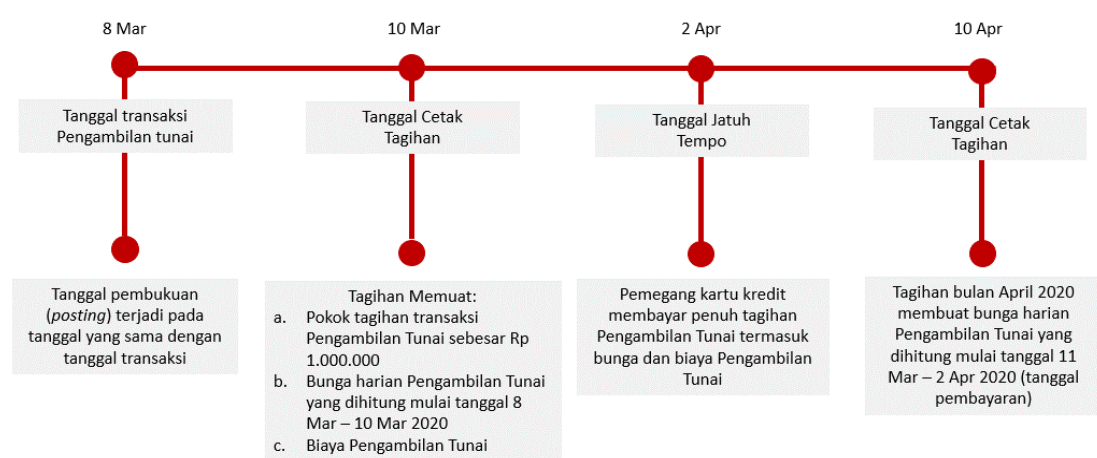 8 Mar
10 Mar
2 Apr
10 Apr
Tanggal transaksi
Pengambilan tunai
Tanggal Cetak
Tagihan
Tanggal Jatuh
Tempo
Tanggal Cetak
Tagihan
Tanggal pembukuan
(posting) terjadi pada
tanggal yang sama dengan
tanggal transaksi
Tagihan Memuat:
a. Pokok tagihan transaksi
Pengambilan Tunai sebesar Rp
1.000.000
b. Bunga harian Pengambilan Tunai
yang dihitung mulai tanggal 8
Mar – 10 Mar 2020
c. Biaya Pengambilan Tunai
Pemegang kartu kredit
membayar penuh tagihan
Pengambilan Tunai termasuk
bunga dan biaya Pengambilan
Tunai
Tagihan bulan April 2020
membuat bunga harian
Pengambilan Tunai yang
dihitung mulai tanggal 11
Mar – 2 Apr 2020 (tanggal
pembayaran)